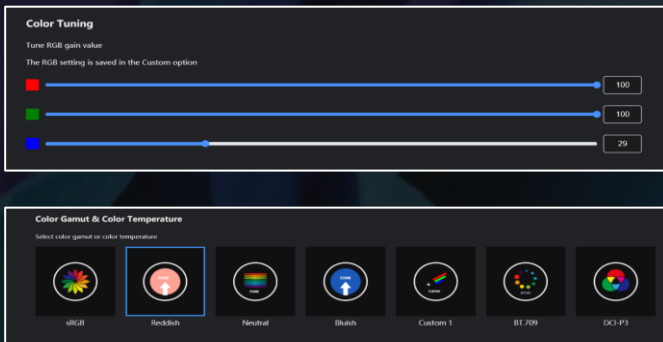 Color Tuning
Tune RGB gain value
The RGB setting is saved in the Custom option
100
100
29
Color Gamut & Color Temperature
Select color gamut or color temperature
sRGB
Reddish
Neutral
Bluish
Custom 1
BT.709
DCI-P3